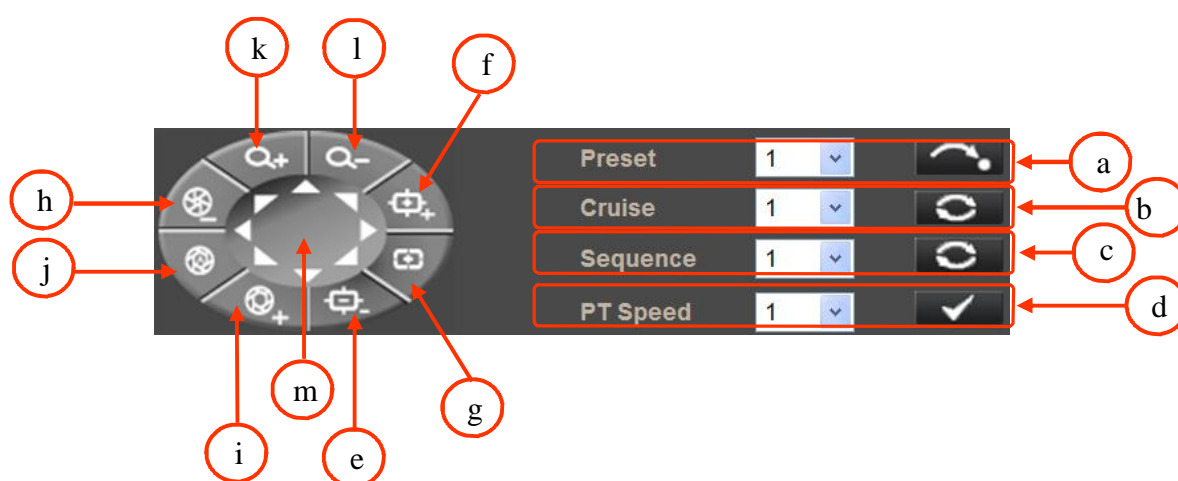 k l f
h
j
i m e g
Preset 1 a
Cruise 1 b
Sequence 1 c
PT Speed 1 d